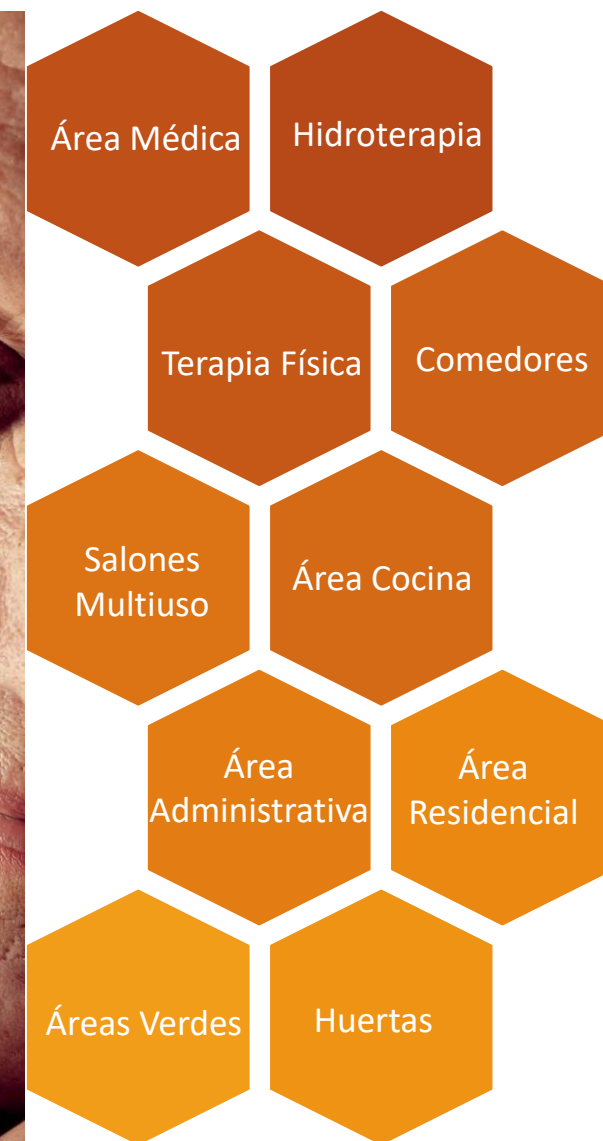 Área Médica
Hidroterapia
Terapia Física
Comedores
Salones
Multiuso
Área Cocina
Área
Administrativa
Área
Residencial
Áreas Verdes
Huertas